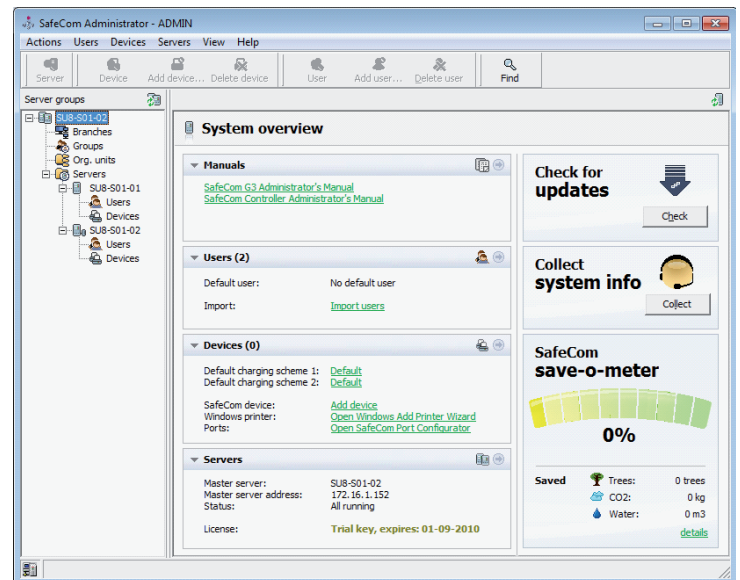 SafeCom Administrator - ADMIN
Actions Users Devices Servers View Help
Server Device Add device... Delete device User Add user... Delete user Find
Server groups
SU8-S01-02
Branches
Groups
Org. units
Servers
SU8-S01-01
Users
Devices
SU8-S01-02
Users
Devices
System overview
Manuals
SafeCom G3 Administrator's Manual
SafeCom Controller Administrator's Manual
Users (2)
Default user: No default user
Import: Import users
Devices (0)
Default charging scheme 1: Default
Default charging scheme 2: Default
SafeCom device: Add device
Windows printer: Open Windows Add Printer Wizard
Ports: Open SafeCom Port Configurator
Servers
Master server: SU8-S01-02
Master server address: 172.16.1.152
Status: All running
License: Trial key, expires: 01-09-2010
Check for
updates
Check
Collect
system info
Collect
SafeCom
save-o-meter
0%
Saved Trees: 0 trees
CO2: 0 kg
Water: 0 m3
details